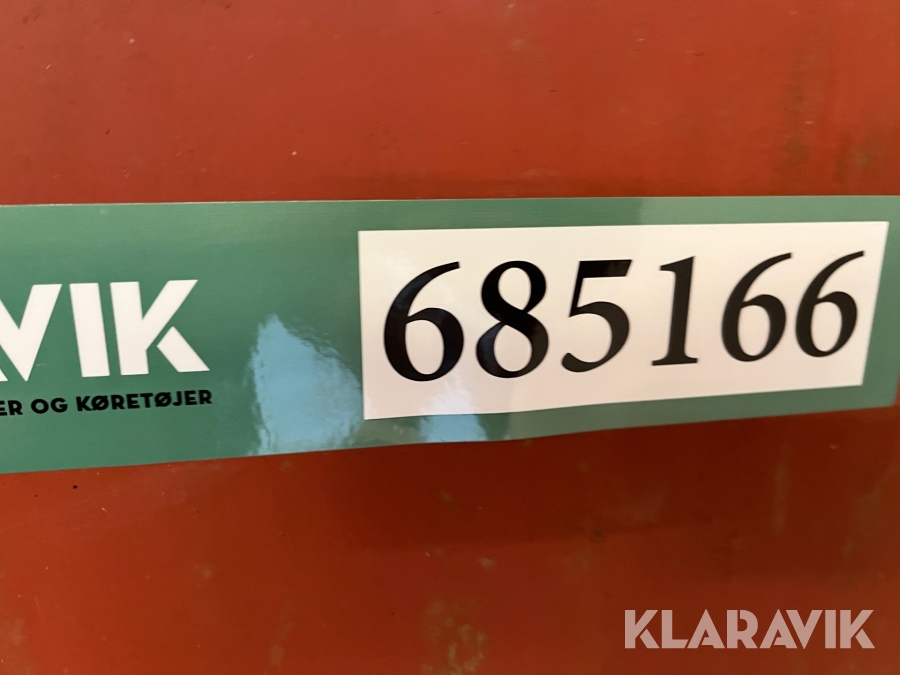 VIK
ER OG KØRETØJER
685166
KLARAVIK